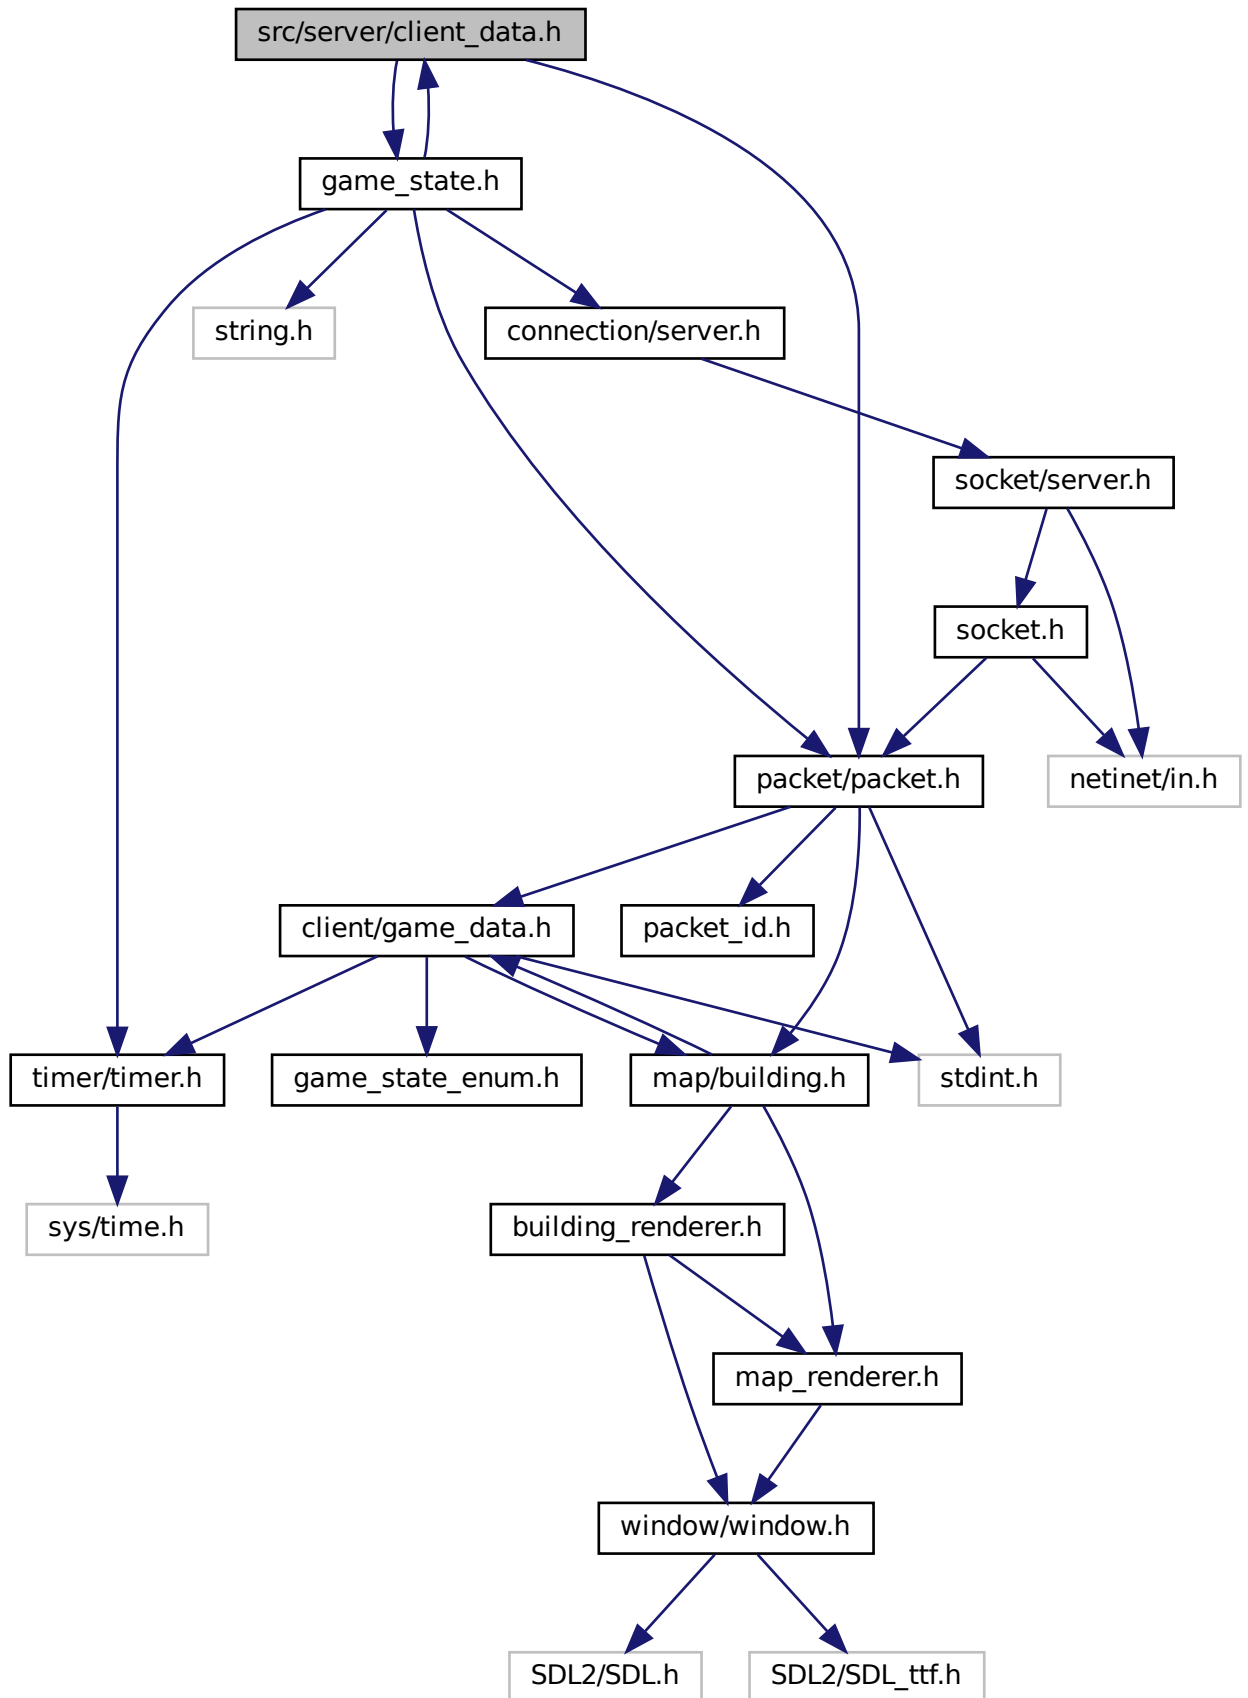 src/server/client_data.h
game_state.h
string.h
connection/server.h
socket/server.h
socket.h
packet/packet.h
netinet/in.h
client/game_data.h
packet_id.h
timer/timer.h
game_state_enum.h
map/building.h
stdint.h
sys/time.h
building_renderer.h
map_renderer.h
window/window.h
SDL2/SDL.h
SDL2/SDL_ttf.h